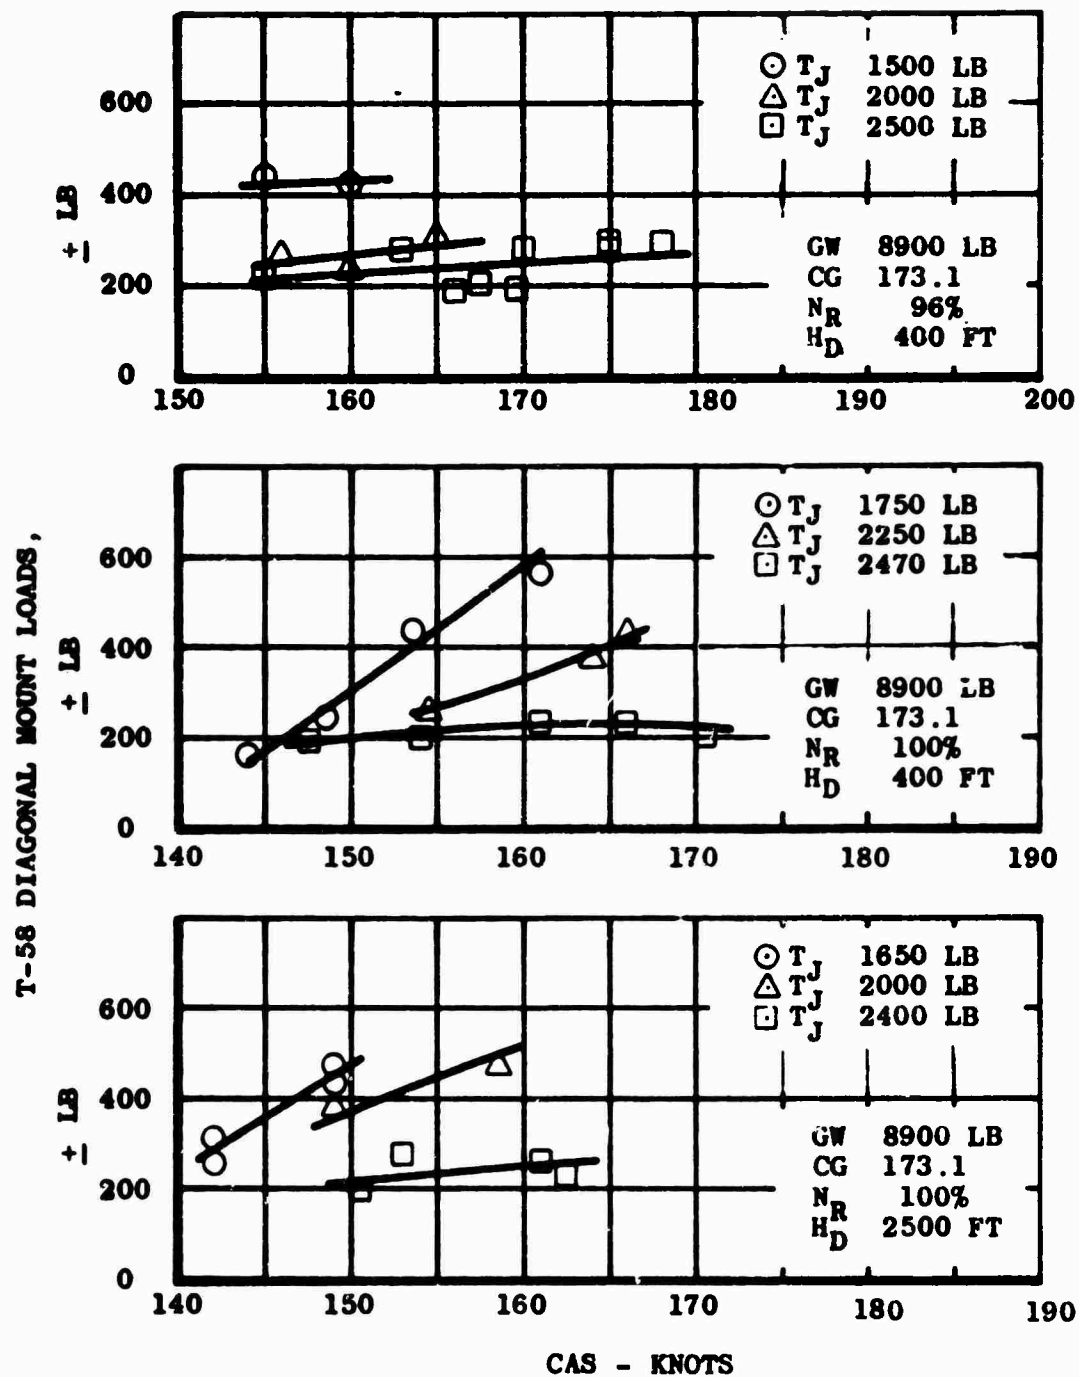 T-58 DIAGONAL MOUNT LOADS,
± LB
600
400
200
0
150 160 170 180 190 200
⊙ TJ 1500 LB
△ TJ 2000 LB
⊡ TJ 2500 LB
GW 8900 LB
CG 173.1
NR 96%
HD 400 FT
± LB
600
400
200
0
140 150 160 170 180 190
⊙ TJ 1750 LB
△ TJ 2250 LB
⊡ TJ 2470 LB
GW 8900 LB
CG 173.1
NR 100%
HD 400 FT
± LB
600
400
200
0
140 150 160 170 180 190
⊙ TJ 1650 LB
△ TJ 2000 LB
⊡ TJ 2400 LB
GW 8900 LB
CG 173.1
NR 100%
HD 2500 FT
CAS - KNOTS